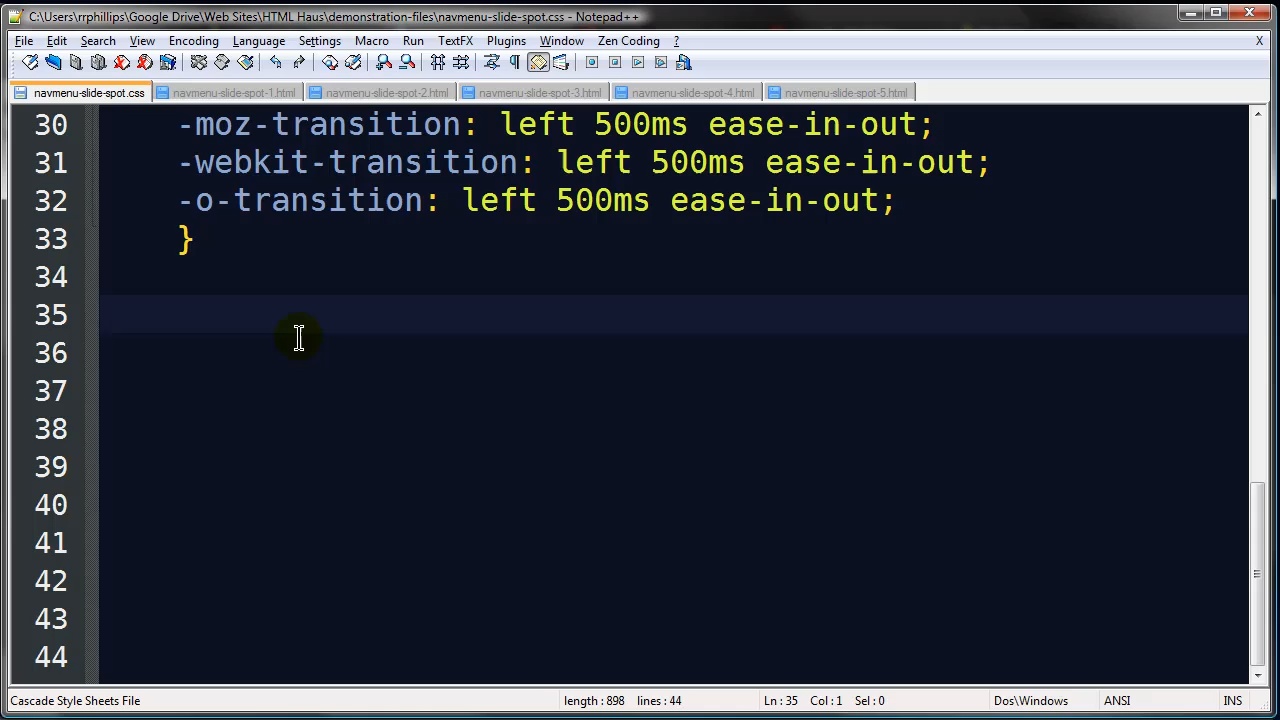 C:\Users\rrphillips\Google Drive\Web Sites\HTML Haus\demonstration-files\navmenu-slide-spot.css - Notepad++
File Edit Search View Encoding Language Settings Macro Run TextFX Plugins Window Zen Coding ? X
navmenu-slide-spot.css navmenu-slide-spot-1.html navmenu-slide-spot-2.html navmenu-slide-spot-3.html navmenu-slide-spot-4.html navmenu-slide-spot-5.html
30 -moz-transition: left 500ms ease-in-out;
31 -webkit-transition: left 500ms ease-in-out;
32 -o-transition: left 500ms ease-in-out;
33 }
34
35
36
37
38
39
40
41
42
43
44
Cascade Style Sheets File length : 898 lines : 44 Ln : 35 Col : 1 Sel : 0 Dos\Windows ANSI INS